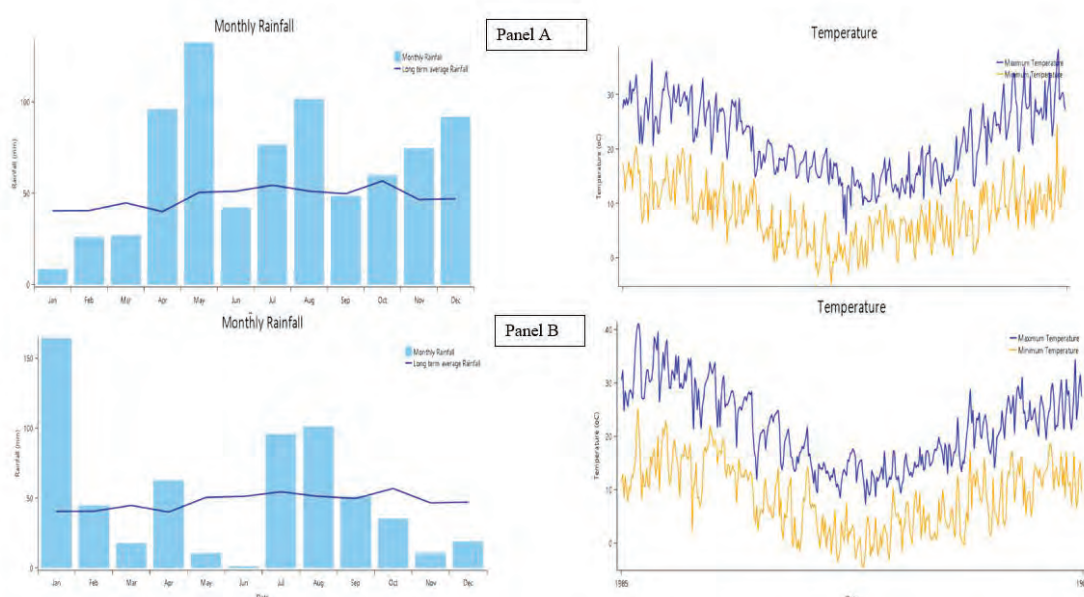 Monthly Rainfall
Panel A
Temperature
Monthly Rainfall
Long term average Rainfall
Maximum Temperature
Minimum Temperature
Rainfall (mm)
100
50
0
Jan Feb Mar Apr May Jun Jul Aug Sep Oct Nov Dec
Temperature (oC)
30
20
10
0
Monthly Rainfall
Panel B
Temperature
Monthly Rainfall
Long term average Rainfall
Maximum Temperature
Minimum Temperature
Rainfall (mm)
150
100
50
0
Jan Feb Mar Apr May Jun Jul Aug Sep Oct Nov Dec
Temperature (oC)
40
30
20
10
0
1985